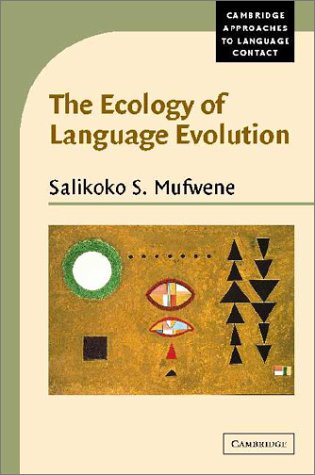 CAMBRIDGE
APPROACHES
TO LANGUAGE
CONTACT
The Ecology of
Language Evolution
Salikoko S. Mufwene
CAMBRIDGE